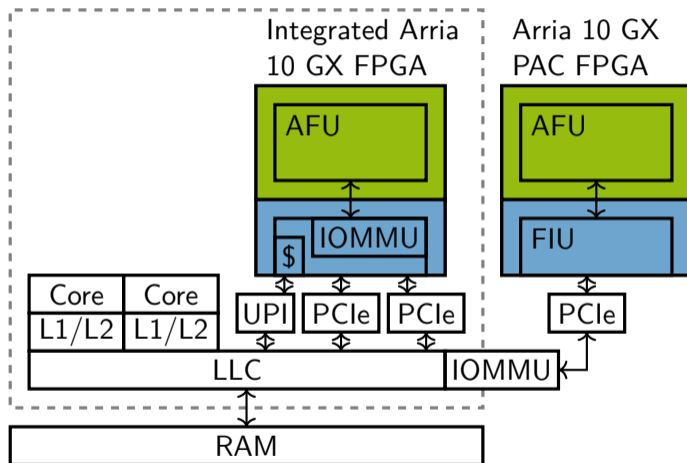 Integrated Arria
10 GX FPGA
Arria 10 GX
PAC FPGA
AFU
AFU
IOMMU
$
FIU
Core
Core
L1/L2
L1/L2
UPI
PCIe
PCIe
PCIe
LLC
IOMMU
RAM